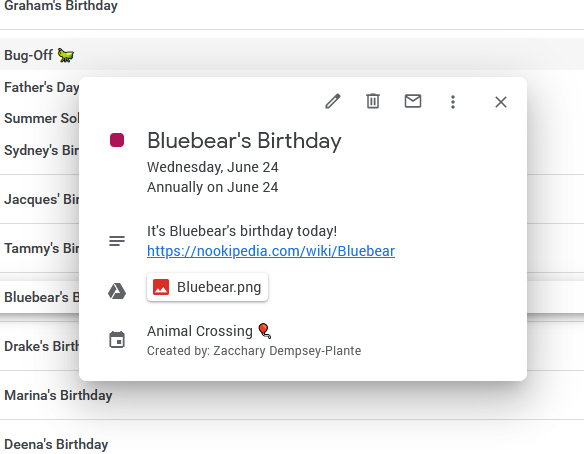 Graham's Birthday
Bug-Off
Father's Day
Summer Sol
Sydney's Bir
Jacques' Bir
Tammy's Bi
Bluebear's B
Drake's Birth
Marina's Birthday
Deena's Birthday
Bluebear's Birthday
Wednesday, June 24
Annually on June 24
It's Bluebear's birthday today!
https://nookipedia.com/wiki/Bluebear
Bluebear.png
Animal Crossing
Created by: Zacchary Dempsey-Plante